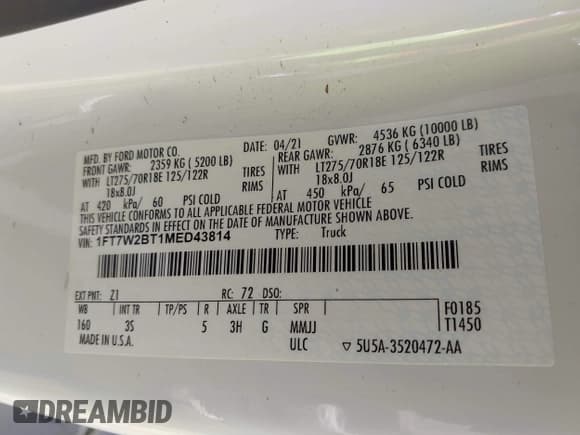 MFD. BY FORD MOTOR CO.
DATE: 04/21 GVWR: 4536 KG (10000 LB)
FRONT GAWR: 2359 KG (5200 LB)
REAR GAWR: 2876 KG (6340 LB)
WITH LT275/70R18E 125/122R TIRES
WITH LT275/70R18E 125/122R TIRES
18x8.0J RIMS
18x8.0J RIMS
AT 420 kPa/ 60 PSI COLD
AT 450 kPa/ 65 PSI COLD
THIS VEHICLE CONFORMS TO ALL APPLICABLE FEDERAL MOTOR VEHICLE
SAFETY STANDARDS IN EFFECT ON THE DATE OF MANUFACTURE SHOWN ABOVE.
VIN: 1FT7W2BT1MED43814 TYPE: Truck
EXT PNT: Z1 RC: 72 DSO:
WB INT TR TP/PS R AXLE TR SPR F0185
160 3S 5 3H G MMJJ T1450
MADE IN U.S.A. ULC ▽ 5U5A-3520472-AA
DREAMBID